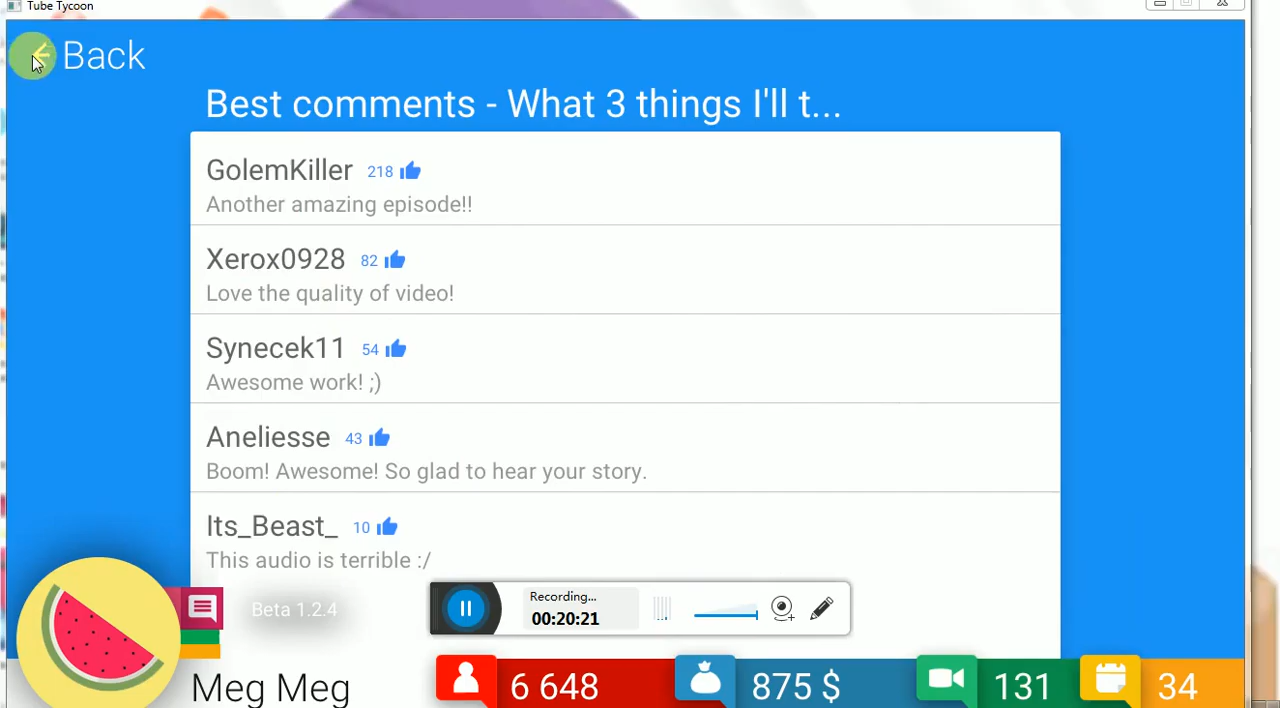 Tube Tycoon
Back
Best comments - What 3 things I'll t...
GolemKiller 218
Another amazing episode!!
Xerox0928 82
Love the quality of video!
Synecek11 54
Awesome work! ;)
Aneliesse 43
Boom! Awesome! So glad to hear your story.
Its_Beast_ 10
This audio is terrible :/
Beta 1.2.4
Recording...
00:20:21
Meg Meg
6 648
875 $
131
34